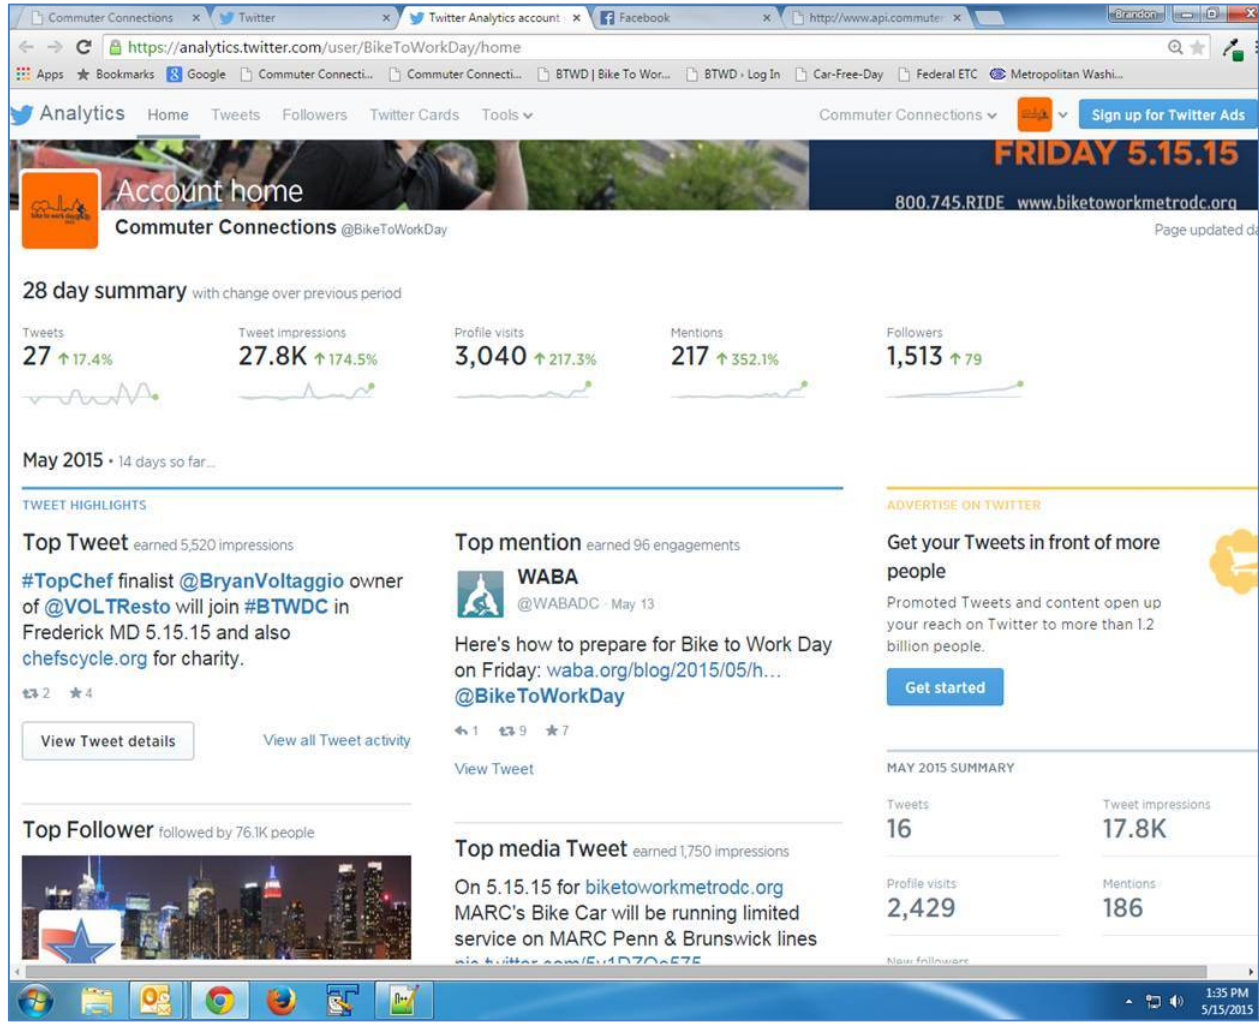 Commuter Connections
Twitter
Twitter Analytics account
Facebook
http://www.api.commuter
Brandon
https://analytics.twitter.com/user/BikeToWorkDay/home
Apps Bookmarks Google Commuter Connecti... Commuter Connecti... BTWD | Bike To Wor... BTWD › Log In Car-Free-Day Federal ETC Metropolitan Washi...
Analytics Home Tweets Followers Twitter Cards Tools Commuter Connections Sign up for Twitter Ads
FRIDAY 5.15.15
800.745.RIDE www.biketoworkmetrodc.org
Account home
Commuter Connections @BikeToWorkDay
Page updated da
28 day summary with change over previous period
Tweets
27 ↑ 17.4%
Tweet impressions
27.8K ↑ 174.5%
Profile visits
3,040 ↑ 217.3%
Mentions
217 ↑ 352.1%
Followers
1,513 ↑ 79
May 2015 • 14 days so far...
TWEET HIGHLIGHTS
Top Tweet earned 5,520 impressions
#TopChef finalist @BryanVoltaggio owner
of @VOLTResto will join #BTWDC in
Frederick MD 5.15.15 and also
chefscycle.org for charity.
2 4
View Tweet details
View all Tweet activity
Top Follower followed by 76.1K people
Top mention earned 96 engagements
WABA
@WABADC · May 13
Here's how to prepare for Bike to Work Day
on Friday: waba.org/blog/2015/05/h...
@BikeToWorkDay
1 9 7
View Tweet
Top media Tweet earned 1,750 impressions
On 5.15.15 for biketoworkmetrodc.org
MARC's Bike Car will be running limited
service on MARC Penn & Brunswick lines
ADVERTISE ON TWITTER
Get your Tweets in front of more
people
Promoted Tweets and content open up
your reach on Twitter to more than 1.2
billion people.
Get started
MAY 2015 SUMMARY
Tweets
16
Tweet impressions
17.8K
Profile visits
2,429
Mentions
186
New followers
1:35 PM
5/15/2015